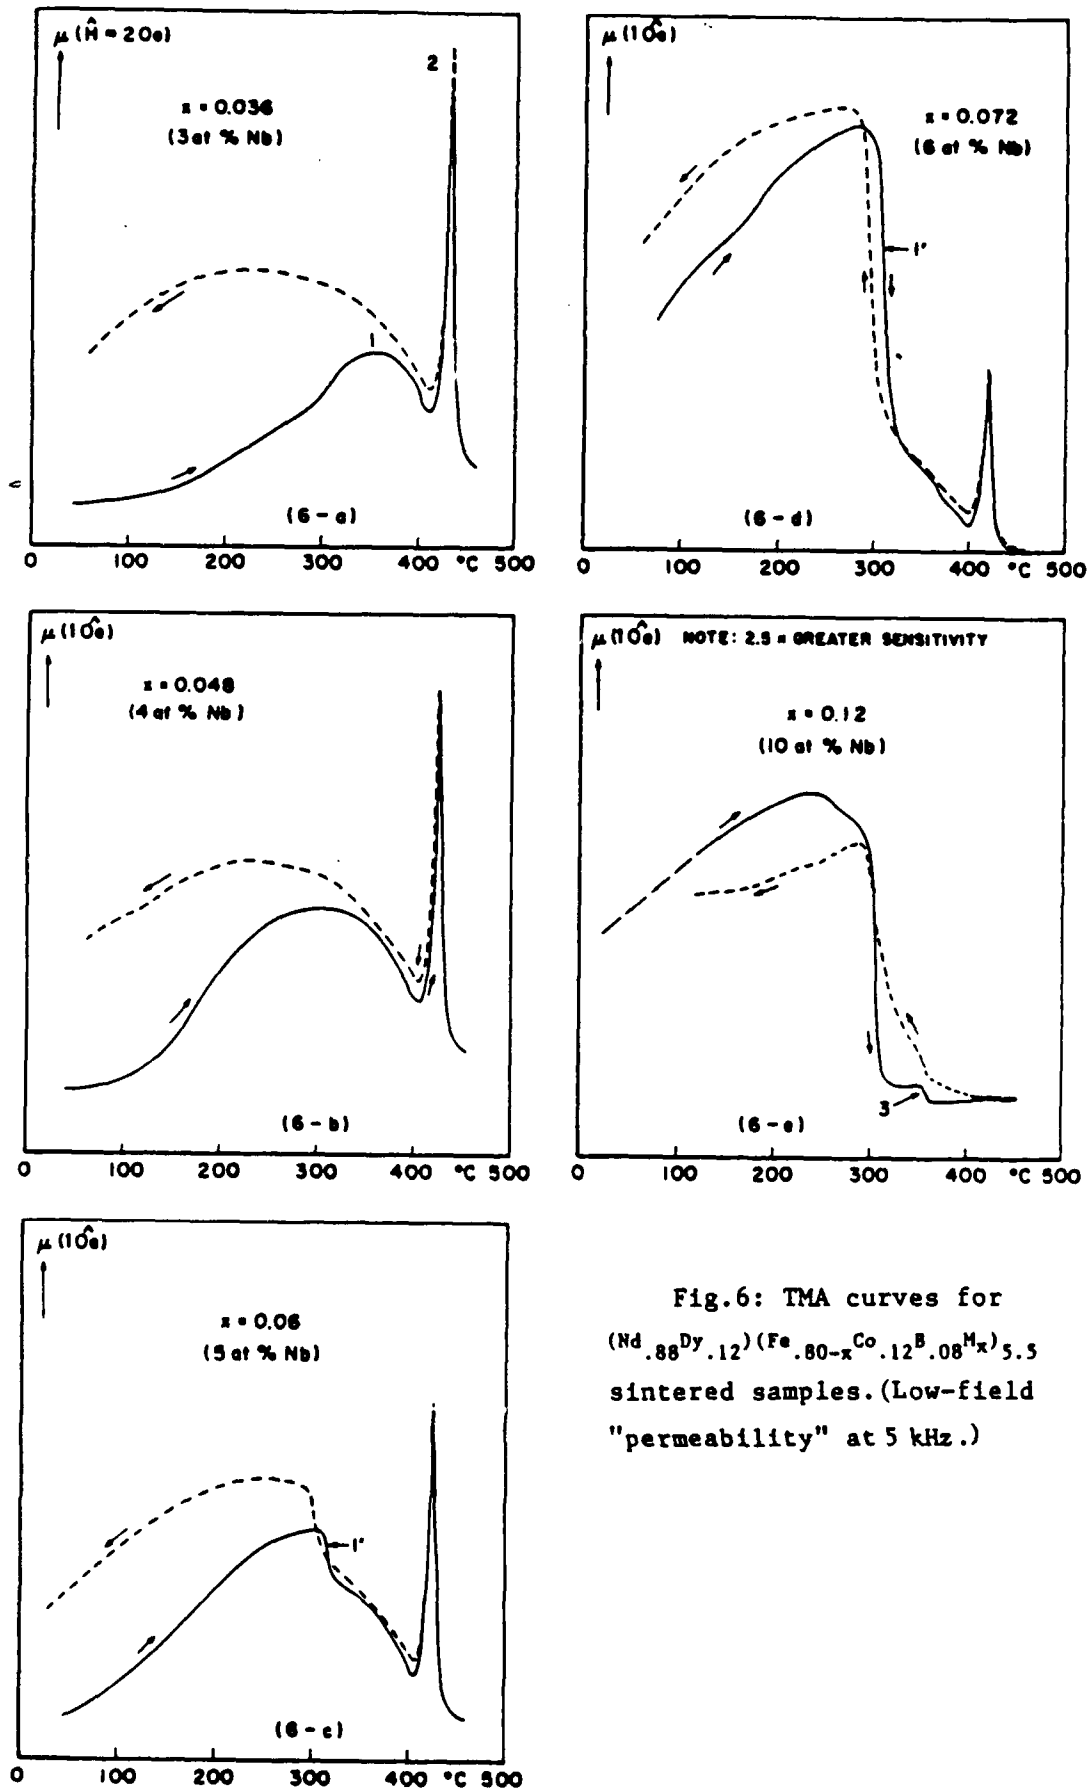 μ (Ĥ = 2Oe)
2
x = 0.036
(3 at % Nb)
1
(6 - a)
0 100 200 300 400 °C 500
μ (1Ôe)
x = 0.072
(6 at % Nb)
1'
(6 - d)
0 100 200 300 400 °C 500
μ (1Ôe)
x = 0.048
(4 at % Nb)
(6 - b)
0 100 200 300 400 °C 500
μ (1Ôe) NOTE: 2.5 x GREATER SENSITIVITY
x = 0.12
(10 at % Nb)
3
(6 - e)
0 100 200 300 400 °C 500
μ (1Ôe)
x = 0.06
(5 at % Nb)
1'
(6 - c)
0 100 200 300 400 °C 500
Fig.6: TMA curves for
(Nd.88Dy.12)(Fe.80-xCo.12B.08Mx)5.5
sintered samples.(Low-field
"permeability" at 5 kHz.)